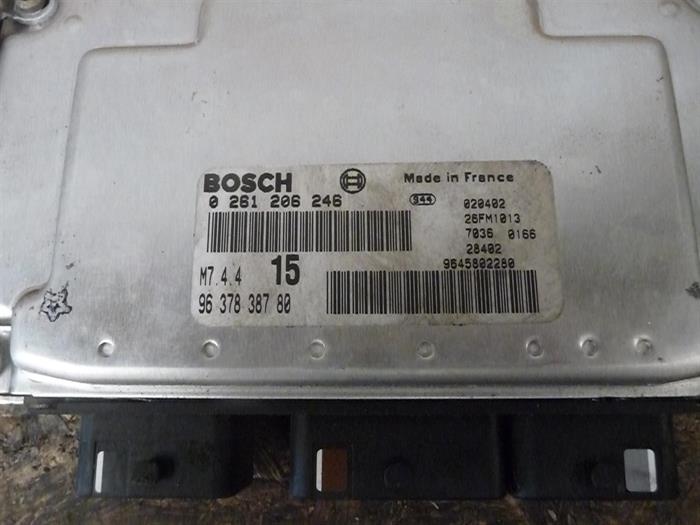 BOSCH Made in France
0 261 206 246 944 020402
26FM1013
7036 0166
28402
M7.4.4 15 9645802280
96 378 387 80